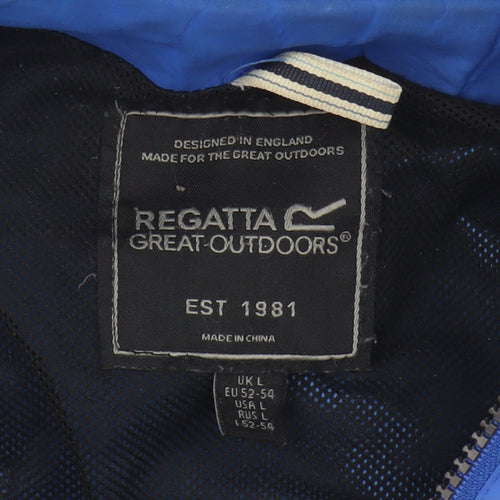 DESIGNED IN ENGLAND
MADE FOR THE GREAT OUTDOORS
REGATTA
GREAT OUTDOORS®
EST 1981
MADE IN CHINA
UK L
EU 52-54
USA L
RUS L
I 52-54